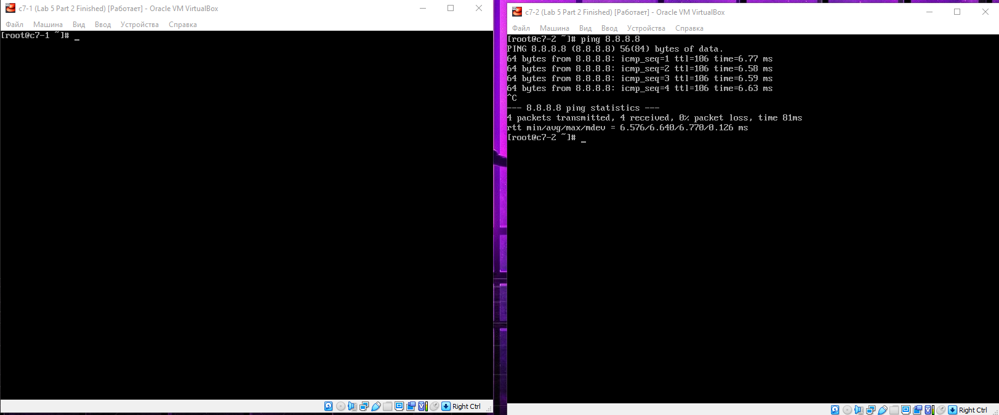 c7-1 (Lab 5 Part 2 Finished) [Работает] - Oracle VM VirtualBox
Файл Машина Вид Ввод Устройства Справка
[root@c7-1 ~]# _
Right Ctrl
c7-2 (Lab 5 Part 2 Finished) [Работает] - Oracle VM VirtualBox
Файл Машина Вид Ввод Устройства Справка
[root@c7-2 ~]# ping 8.8.8.8
PING 8.8.8.8 (8.8.8.8) 56(84) bytes of data.
64 bytes from 8.8.8.8: icmp_seq=1 ttl=106 time=6.77 ms
64 bytes from 8.8.8.8: icmp_seq=2 ttl=106 time=6.58 ms
64 bytes from 8.8.8.8: icmp_seq=3 ttl=106 time=6.59 ms
64 bytes from 8.8.8.8: icmp_seq=4 ttl=106 time=6.63 ms
^C
--- 8.8.8.8 ping statistics ---
4 packets transmitted, 4 received, 0% packet loss, time 81ms
rtt min/avg/max/mdev = 6.576/6.640/6.770/0.126 ms
[root@c7-2 ~]# _
Right Ctrl